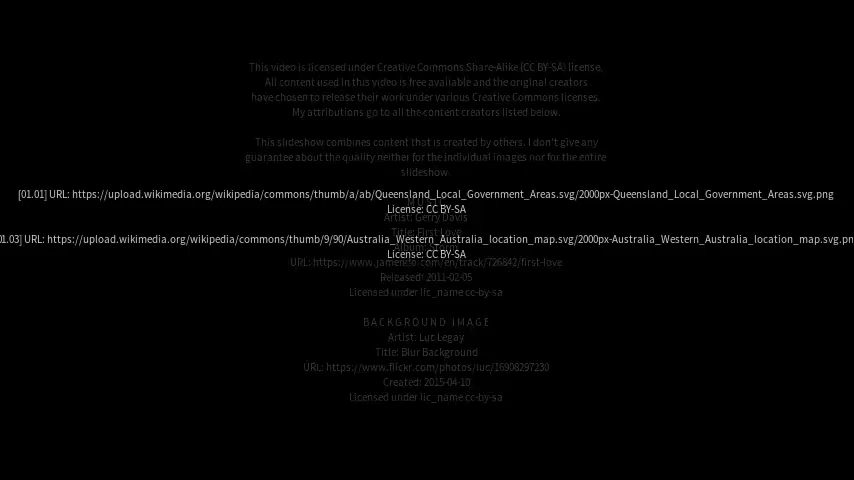 This video is licensed under Creative Commons Share-Alike (CC BY-SA) license.
All content used in this video is free available and the original creators
have chosen to release their work under various Creative Commons licenses.
My attributions go to all the content creators listed below.
This slideshow combines content that is created by others. I don't give any
guarantee about the quality neither for the individual images nor for the entire
slideshow.
[01.01] URL: https://upload.wikimedia.org/wikipedia/commons/thumb/a/ab/Queensland_Local_Government_Areas.svg/2000px-Queensland_Local_Government_Areas.svg.png
License: CC BY-SA
Artist: Gerry Davis
Title: First Love
01.03] URL: https://upload.wikimedia.org/wikipedia/commons/thumb/9/90/Australia_Western_Australia_location_map.svg/2000px-Australia_Western_Australia_location_map.svg.pn
License: CC BY-SA
URL: https://www.jamendo.com/en/track/726842/first-love
Released: 2011-02-05
Licensed under lic_name cc-by-sa
BACKGROUND IMAGE
Artist: Luc Legay
Title: Blur Background
URL: https://www.flickr.com/photos/luc/16908297230
Created: 2015-04-10
Licensed under lic_name cc-by-sa